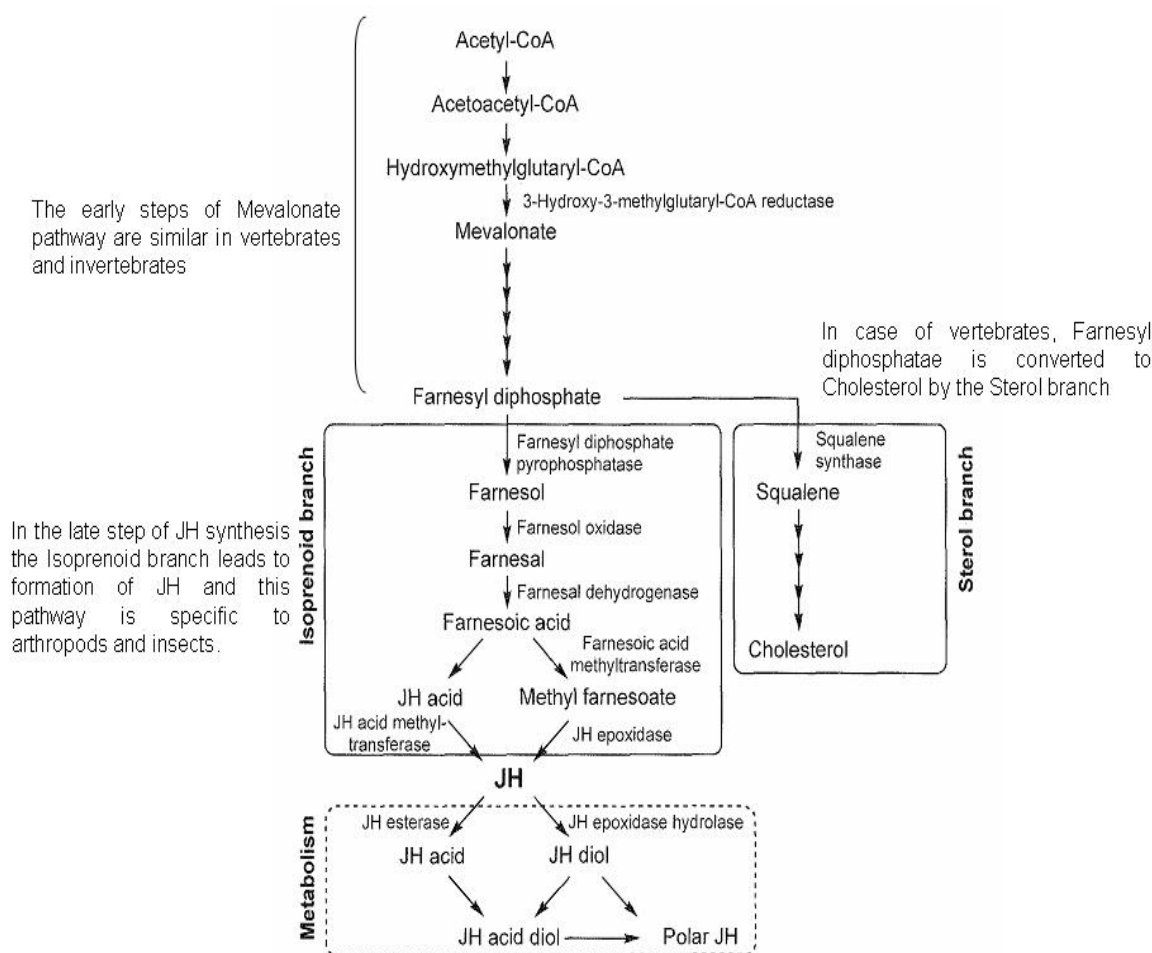 Acetyl-CoA
Acetoacetyl-CoA
Hydroxymethylglutaryl-CoA
3-Hydroxy-3-methylglutaryl-CoA reductase
Mevalonate
The early steps of Mevalonate
pathway are similar in vertebrates
and invertebrates
In case of vertebrates, Farnesyl
diphosphatae is converted to
Cholesterol by the Sterol branch
Farnesyl diphosphate
Isoprenoid branch
Farnesyl diphosphate
pyrophosphatase
Farnesol
Farnesol oxidase
Farnesal
Farnesal dehydrogenase
Farnesoic acid
Farnesoic acid
methyltransferase
JH acid
Methyl farnesoate
JH acid methyl-
transferase
JH epoxidase
Squalene
synthase
Squalene
Cholesterol
Sterol branch
In the late step of JH synthesis
the Isoprenoid branch leads to
formation of JH and this
pathway is specific to
arthropods and insects.
JH
Metabolism
JH esterase
JH epoxidase hydrolase
JH acid
JH diol
JH acid diol
Polar JH